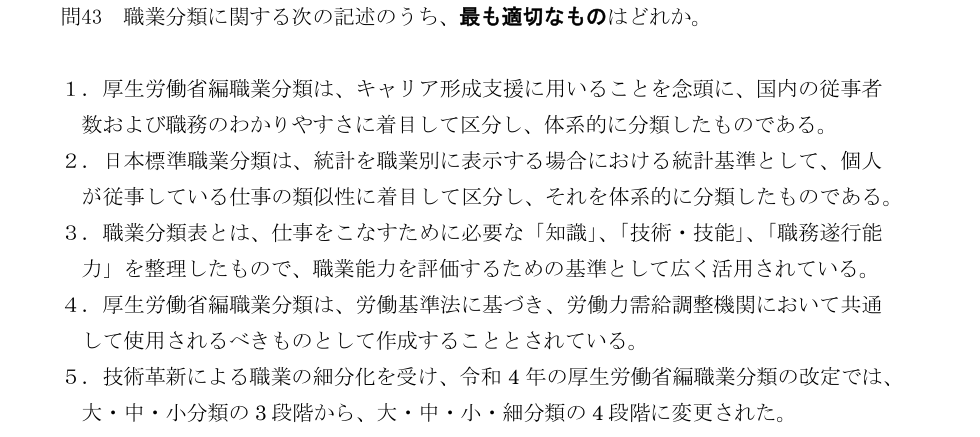 問43　職業分類に関する次の記述のうち、最も適切なものはどれか。
１．厚生労働省編職業分類は、キャリア形成支援に用いることを念頭に、国内の従事者
数および職務のわかりやすさに着目して区分し、体系的に分類したものである。
２．日本標準職業分類は、統計を職業別に表示する場合における統計基準として、個人
が従事している仕事の類似性に着目して区分し、それを体系的に分類したものである。
３．職業分類表とは、仕事をこなすために必要な「知識」、「技術・技能」、「職務遂行能
力」を整理したもので、職業能力を評価するための基準として広く活用されている。
４．厚生労働省編職業分類は、労働基準法に基づき、労働力需給調整機関において共通
して使用されるべきものとして作成することとされている。
５．技術革新による職業の細分化を受け、令和 4 年の厚生労働省編職業分類の改定では、
大・中・小分類の 3 段階から、大・中・小・細分類の 4 段階に変更された。